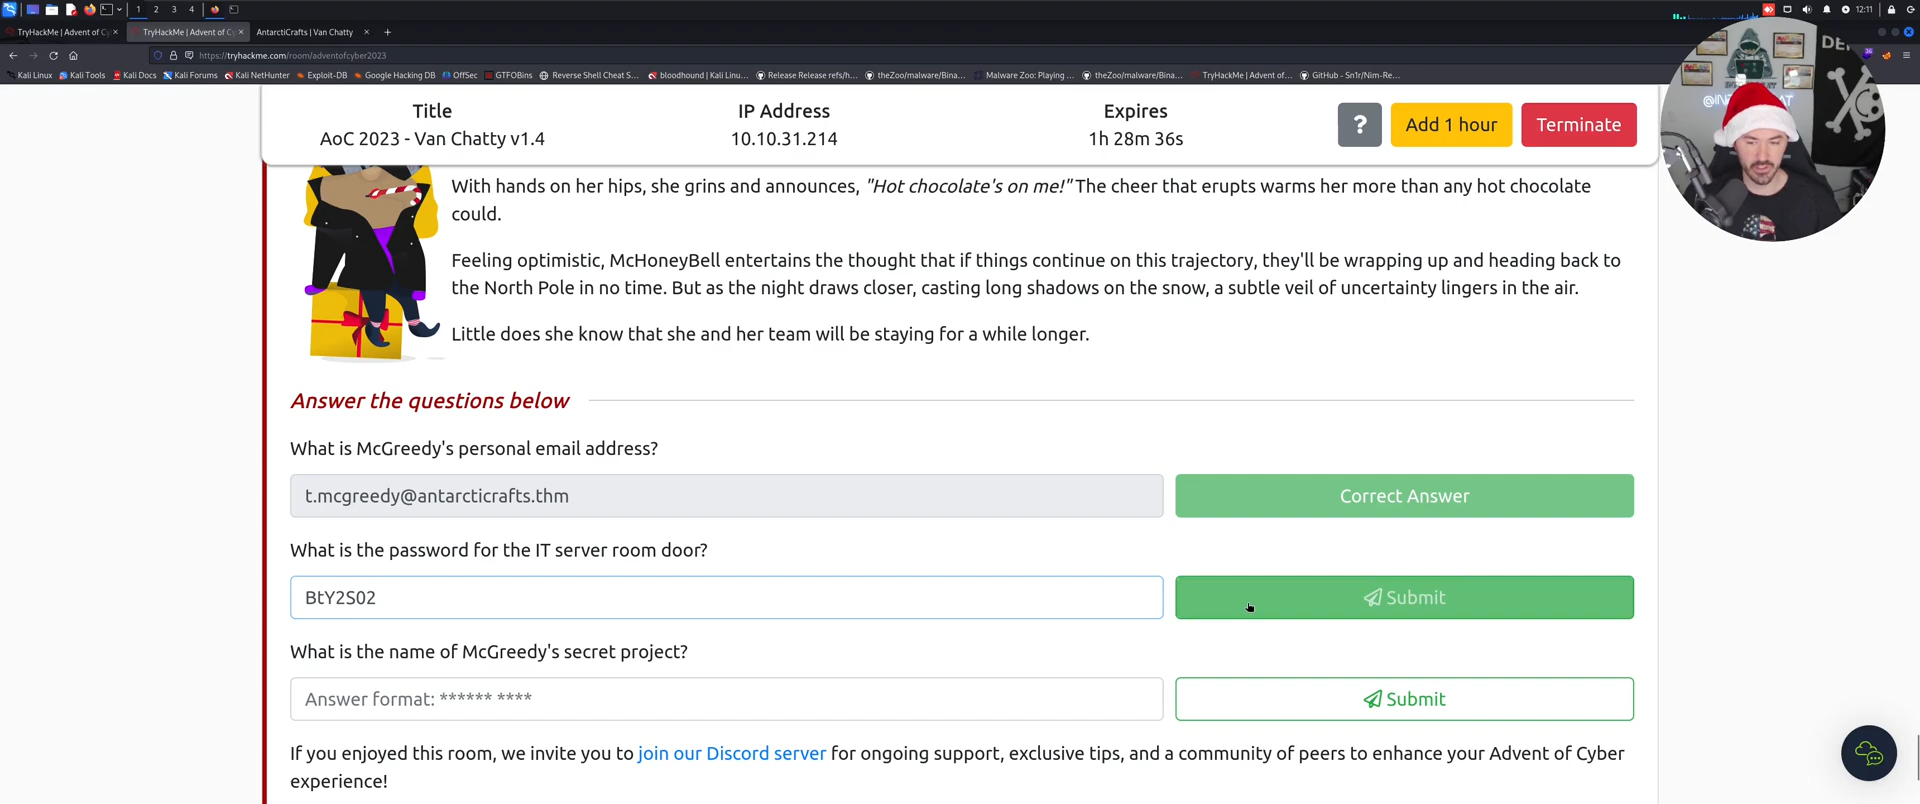 1 2 3 4 12:11
TryHackMe | Advent of Cy × TryHackMe | Advent of Cy × AntarctiCrafts | Van Chatty × +
https://tryhackme.com/room/adventofcyber2023
Kali Linux Kali Tools Kali Docs Kali Forums Kali NetHunter Exploit-DB Google Hacking DB OffSec GTFOBins Reverse Shell Cheat S... bloodhound | Kali Linu... Release Release refs/h... theZoo/malware/Bina... Malware Zoo: Playing ... theZoo/malware/Bina... TryHackMe | Advent of... GitHub - Sn1r/Nim-Re...
Title IP Address Expires
AoC 2023 - Van Chatty v1.4 10.10.31.214 1h 28m 36s ? Add 1 hour Terminate
With hands on her hips, she grins and announces, "Hot chocolate's on me!" The cheer that erupts warms her more than any hot chocolate
could.
Feeling optimistic, McHoneyBell entertains the thought that if things continue on this trajectory, they'll be wrapping up and heading back to
the North Pole in no time. But as the night draws closer, casting long shadows on the snow, a subtle veil of uncertainty lingers in the air.
Little does she know that she and her team will be staying for a while longer.
Answer the questions below
What is McGreedy's personal email address?
t.mcgreedy@antarcticrafts.thm Correct Answer
What is the password for the IT server room door?
BtY2S02 Submit
What is the name of McGreedy's secret project?
Answer format: ****** **** Submit
If you enjoyed this room, we invite you to join our Discord server for ongoing support, exclusive tips, and a community of peers to enhance your Advent of Cyber
experience!